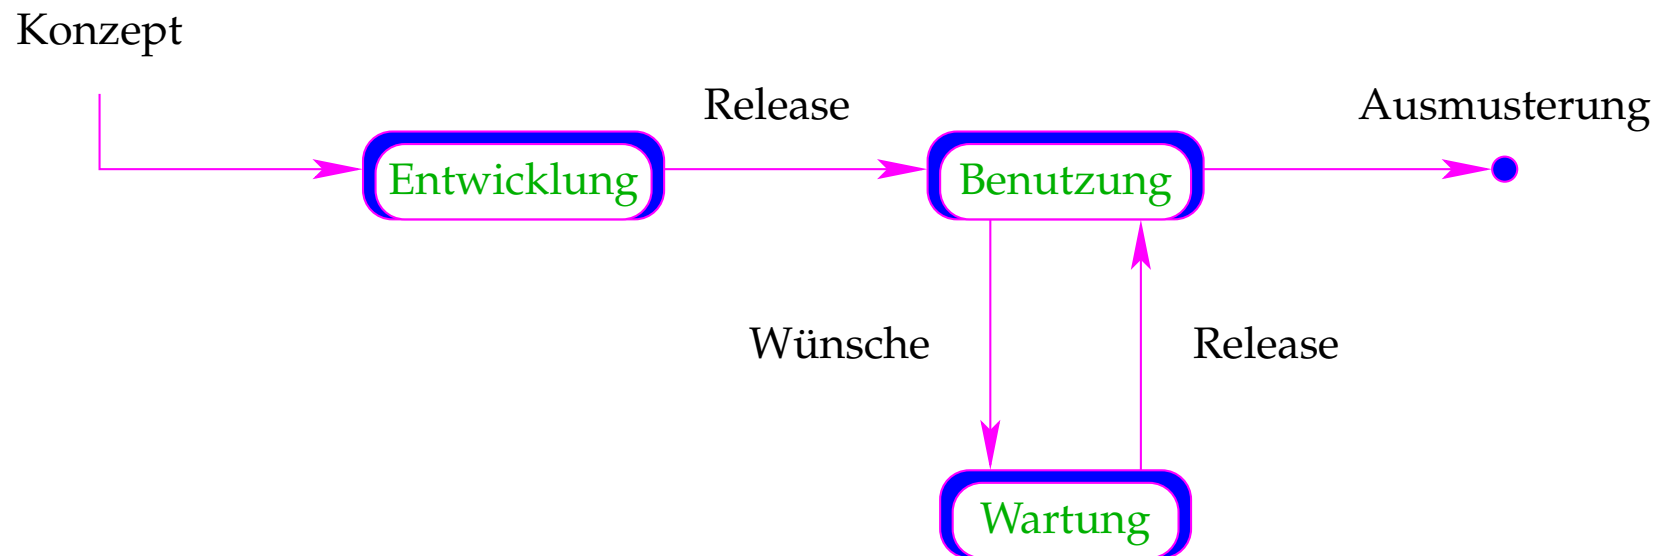 Konzept
Release
Ausmusterung
Entwicklung
Benutzung
Wünsche
Release
Wartung